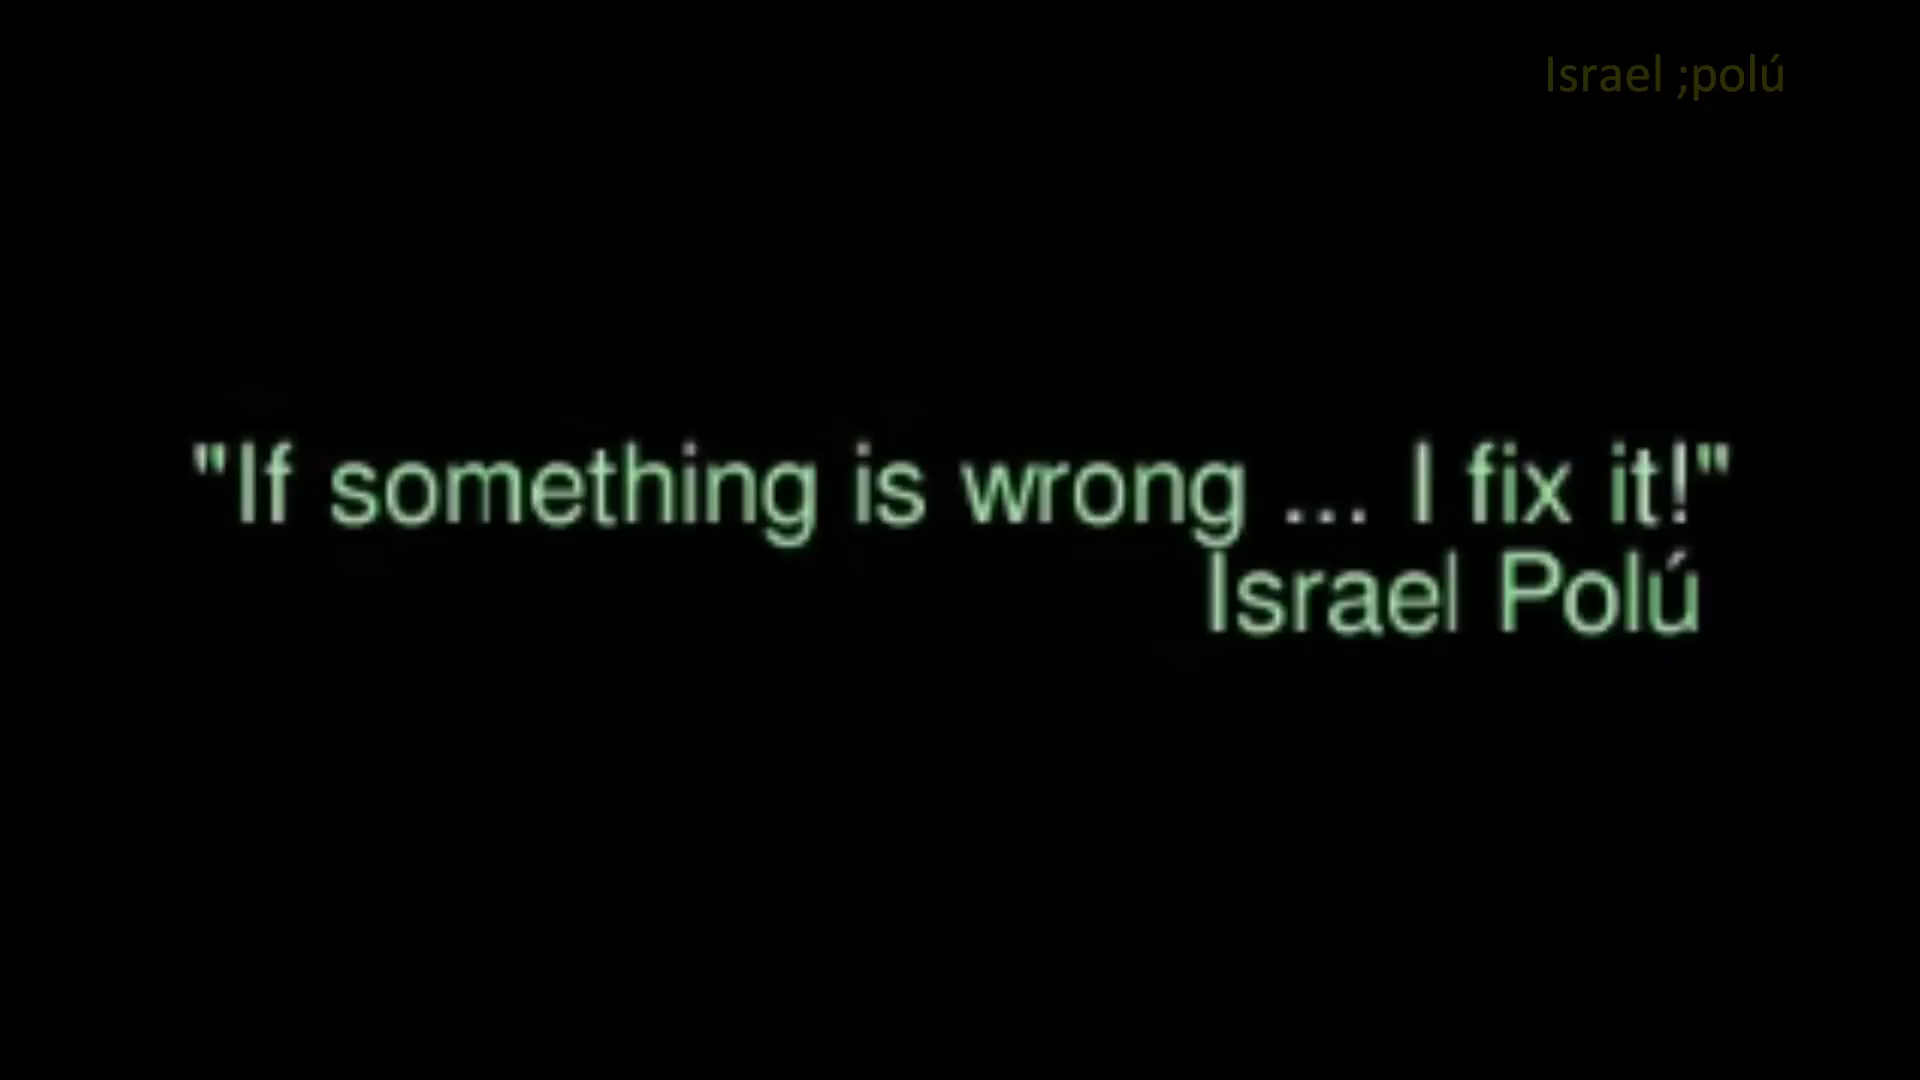 Israel ;polú
"If something is wrong ... I fix it!"
Israel Polú